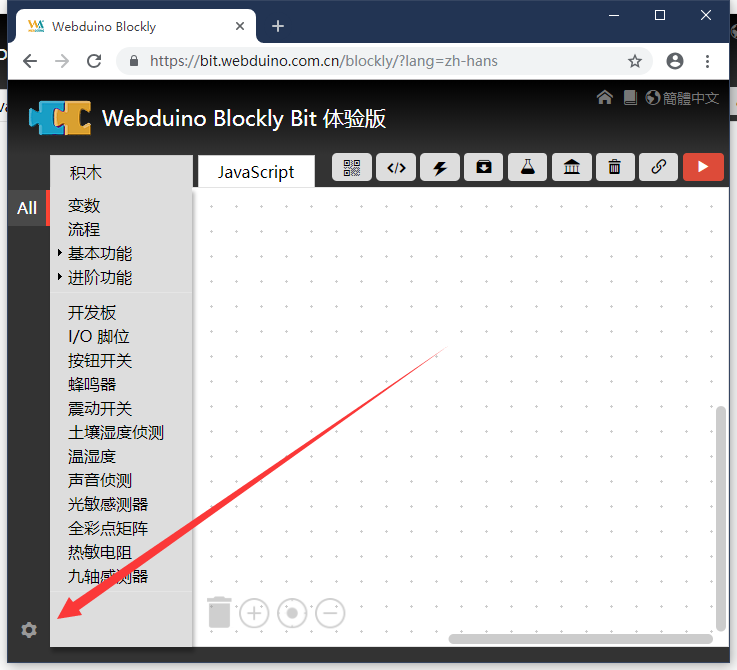 Webduino Blockly
https://bit.webduino.com.cn/blockly/?lang=zh-hans
Webduino Blockly Bit 体验版
簡體中文
积木
JavaScript
All
变数
流程
基本功能
进阶功能
开发板
I/O 脚位
按钮开关
蜂鸣器
震动开关
土壤湿度侦测
温湿度
声音侦测
光敏感测器
全彩点矩阵
热敏电阻
九轴感测器